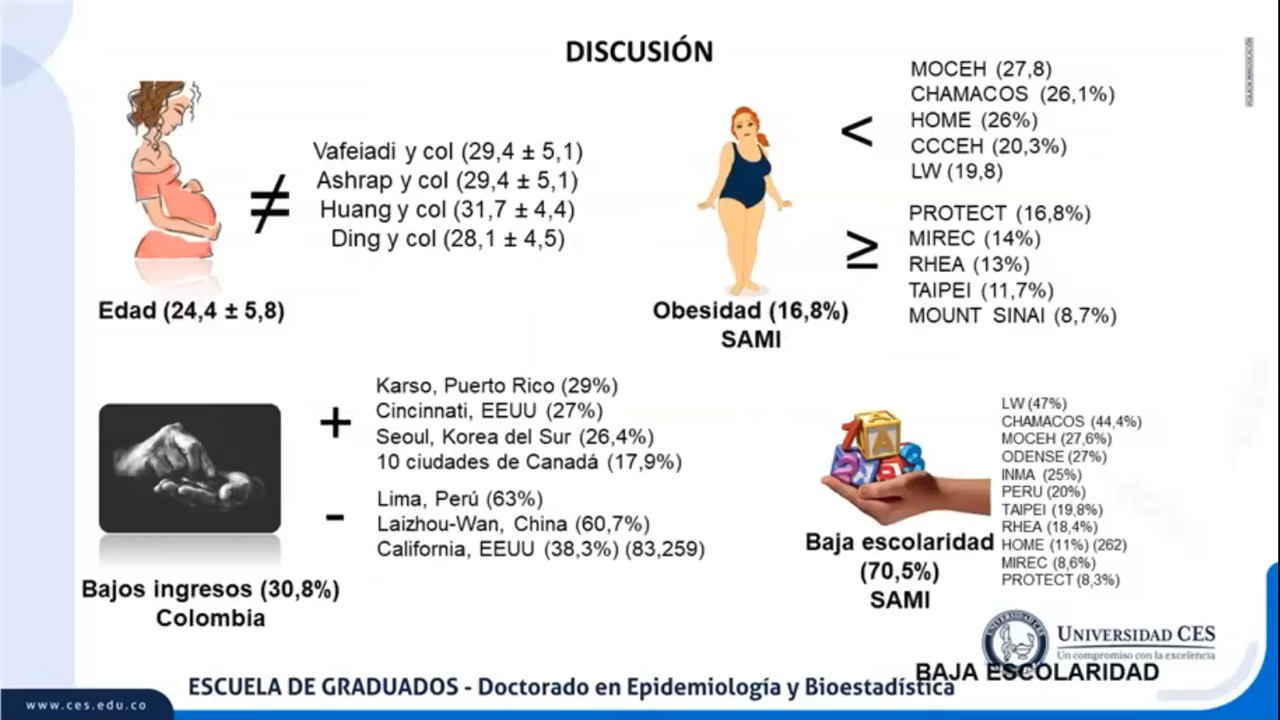 DISCUSIÓN
Vafeiadi y col (29,4 ± 5,1)
Ashrap y col (29,4 ± 5,1)
Huang y col (31,7 ± 4,4)
Ding y col (28,1 ± 4,5)
≠
Edad (24,4 ± 5,8)
MOCEH (27,8)
CHAMACOS (26,1%)
HOME (26%)
CCCEH (20,3%)
LW (19,8)
<
PROTECT (16,8%)
MIREC (14%)
RHEA (13%)
TAIPEI (11,7%)
MOUNT SINAI (8,7%)
≥
Obesidad (16,8%)
SAMI
Karso, Puerto Rico (29%)
Cincinnati, EEUU (27%)
Seoul, Korea del Sur (26,4%)
10 ciudades de Canadá (17,9%)
+
Lima, Perú (63%)
Laizhou-Wan, China (60,7%)
California, EEUU (38,3%) (83,259)
-
Bajos ingresos (30,8%)
Colombia
LW (47%)
CHAMACOS (44,4%)
MOCEH (27,6%)
ODENSE (27%)
INMA (25%)
PERU (20%)
TAIPEI (19,8%)
RHEA (18,4%)
HOME (11%) (262)
MIREC (8,6%)
PROTECT (8,3%)
Baja escolaridad
(70,5%)
SAMI
UNIVERSIDAD CES
Un compromiso con la excelencia
BAJA ESCOLARIDAD
ESCUELA DE GRADUADOS - Doctorado en Epidemiología y Bioestadística
www.ces.edu.co